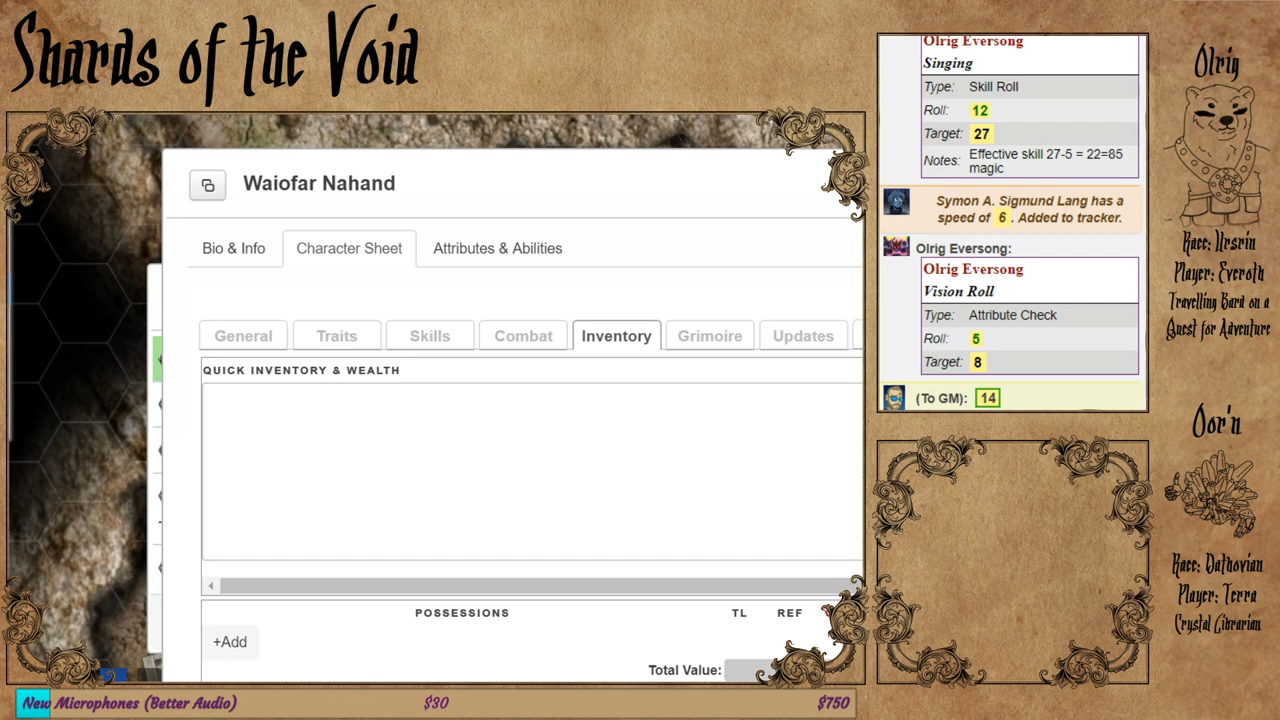 Shards of the Void
Waiofar Nahand
Bio & Info
Character Sheet
Attributes & Abilities
General
Traits
Skills
Combat
Inventory
Grimoire
Updates
QUICK INVENTORY & WEALTH
POSSESSIONS
TL
REF
+Add
Total Value:
New Microphones (Better Audio)
$30
$750
Olrig Eversong
Singing
Type: Skill Roll
Roll: 12
Target: 27
Notes: Effective skill 27-5 = 22=85
magic
Symon A. Sigmund Lang has a
speed of 6 . Added to tracker.
Olrig Eversong:
Olrig Eversong
Vision Roll
Type: Attribute Check
Roll: 5
Target: 8
(To GM): 14
Olrig
Race: Ursrin
Player: Everoth
Travelling Bard on a
Quest for Adventure
Oor'n
Race: Dathovian
Player: Terra
Crystal Librarian